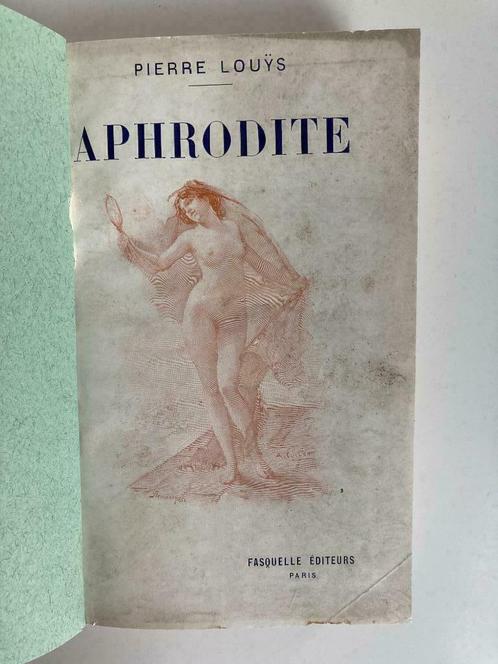 PIERRE LOUŸS
APHRODITE
FASQUELLE ÉDITEURS
PARIS